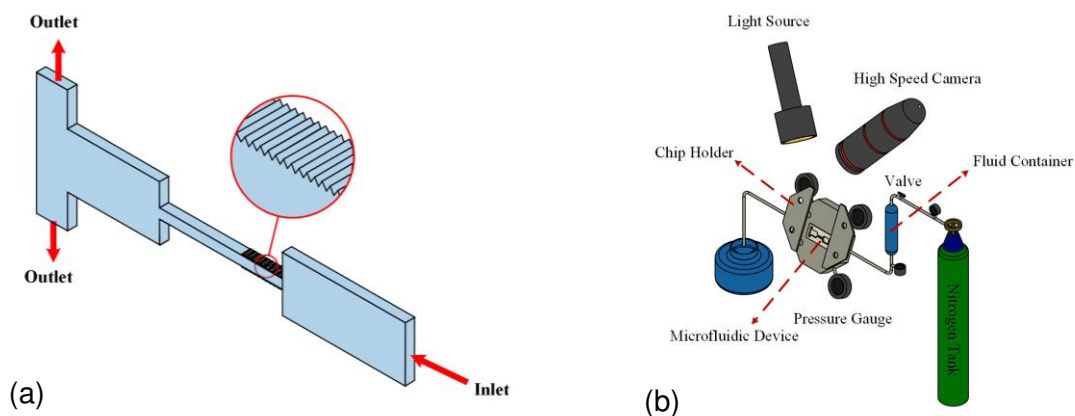 Outlet
Outlet
Inlet
(a)
Light Source
High Speed Camera
Chip Holder
Fluid Container
Valve
Pressure Gauge
Microfluidic Device
Nitrogen Tank
(b)